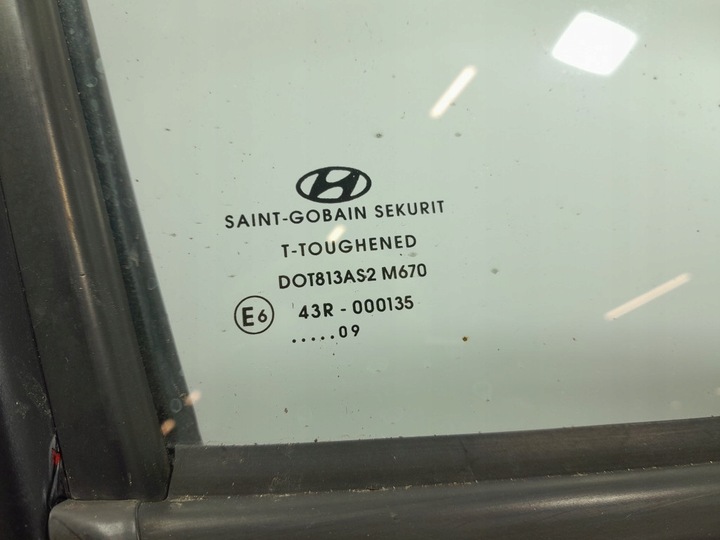 SAINT-GOBAIN SEKURIT
T-TOUGHENED
DOT813AS2 M670
E6 43R - 000135
.....09